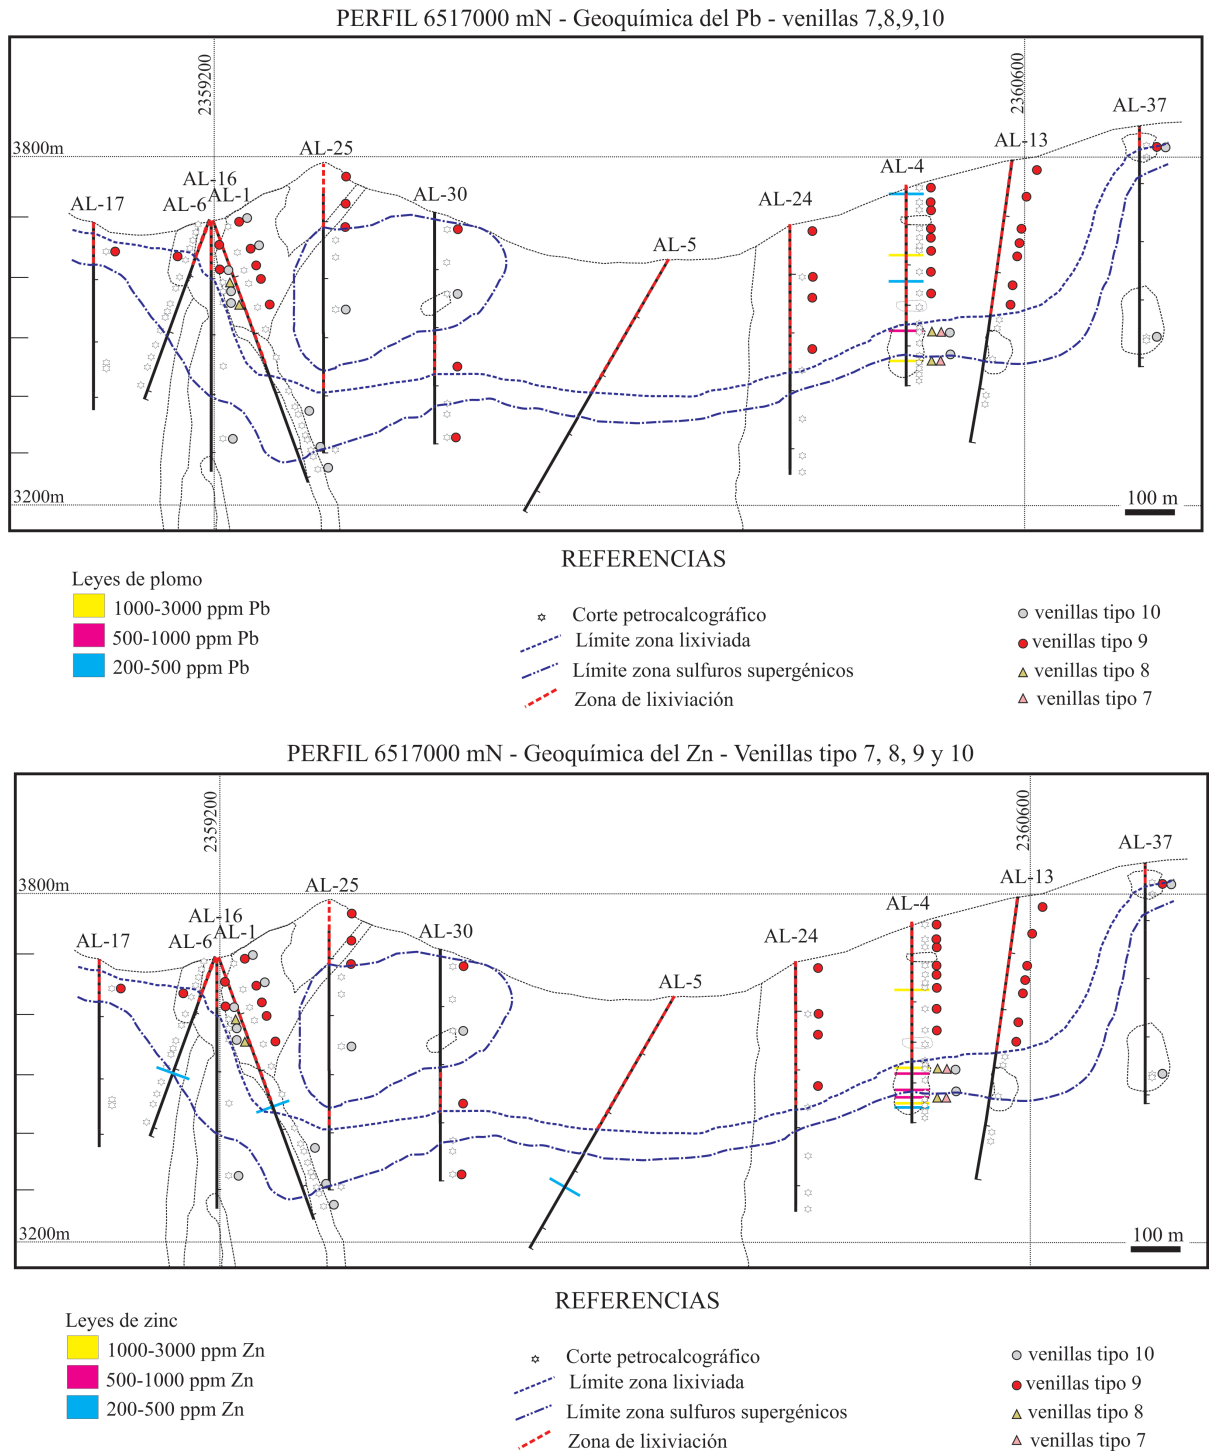 PERFIL 6517000 mN - Geoquímica del Pb - venillas 7,8,9,10
2359200
2360600
AL-37
3800m
AL-25
AL-13
AL-16
AL-4
AL-17
AL-6
AL-1
AL-30
AL-24
AL-5
3200m
100 m
REFERENCIAS
Leyes de plomo
1000-3000 ppm Pb
500-1000 ppm Pb
200-500 ppm Pb
Corte petrocalcográfico
Límite zona lixiviada
Límite zona sulfuros supergénicos
Zona de lixiviación
venillas tipo 10
venillas tipo 9
venillas tipo 8
venillas tipo 7
PERFIL 6517000 mN - Geoquímica del Zn - Venillas tipo 7, 8, 9 y 10
2359200
2360600
AL-37
3800m
AL-25
AL-13
AL-16
AL-4
AL-17
AL-6
AL-1
AL-30
AL-24
AL-5
3200m
100 m
REFERENCIAS
Leyes de zinc
1000-3000 ppm Zn
500-1000 ppm Zn
200-500 ppm Zn
Corte petrocalcográfico
Límite zona lixiviada
Límite zona sulfuros supergénicos
Zona de lixiviación
venillas tipo 10
venillas tipo 9
venillas tipo 8
venillas tipo 7